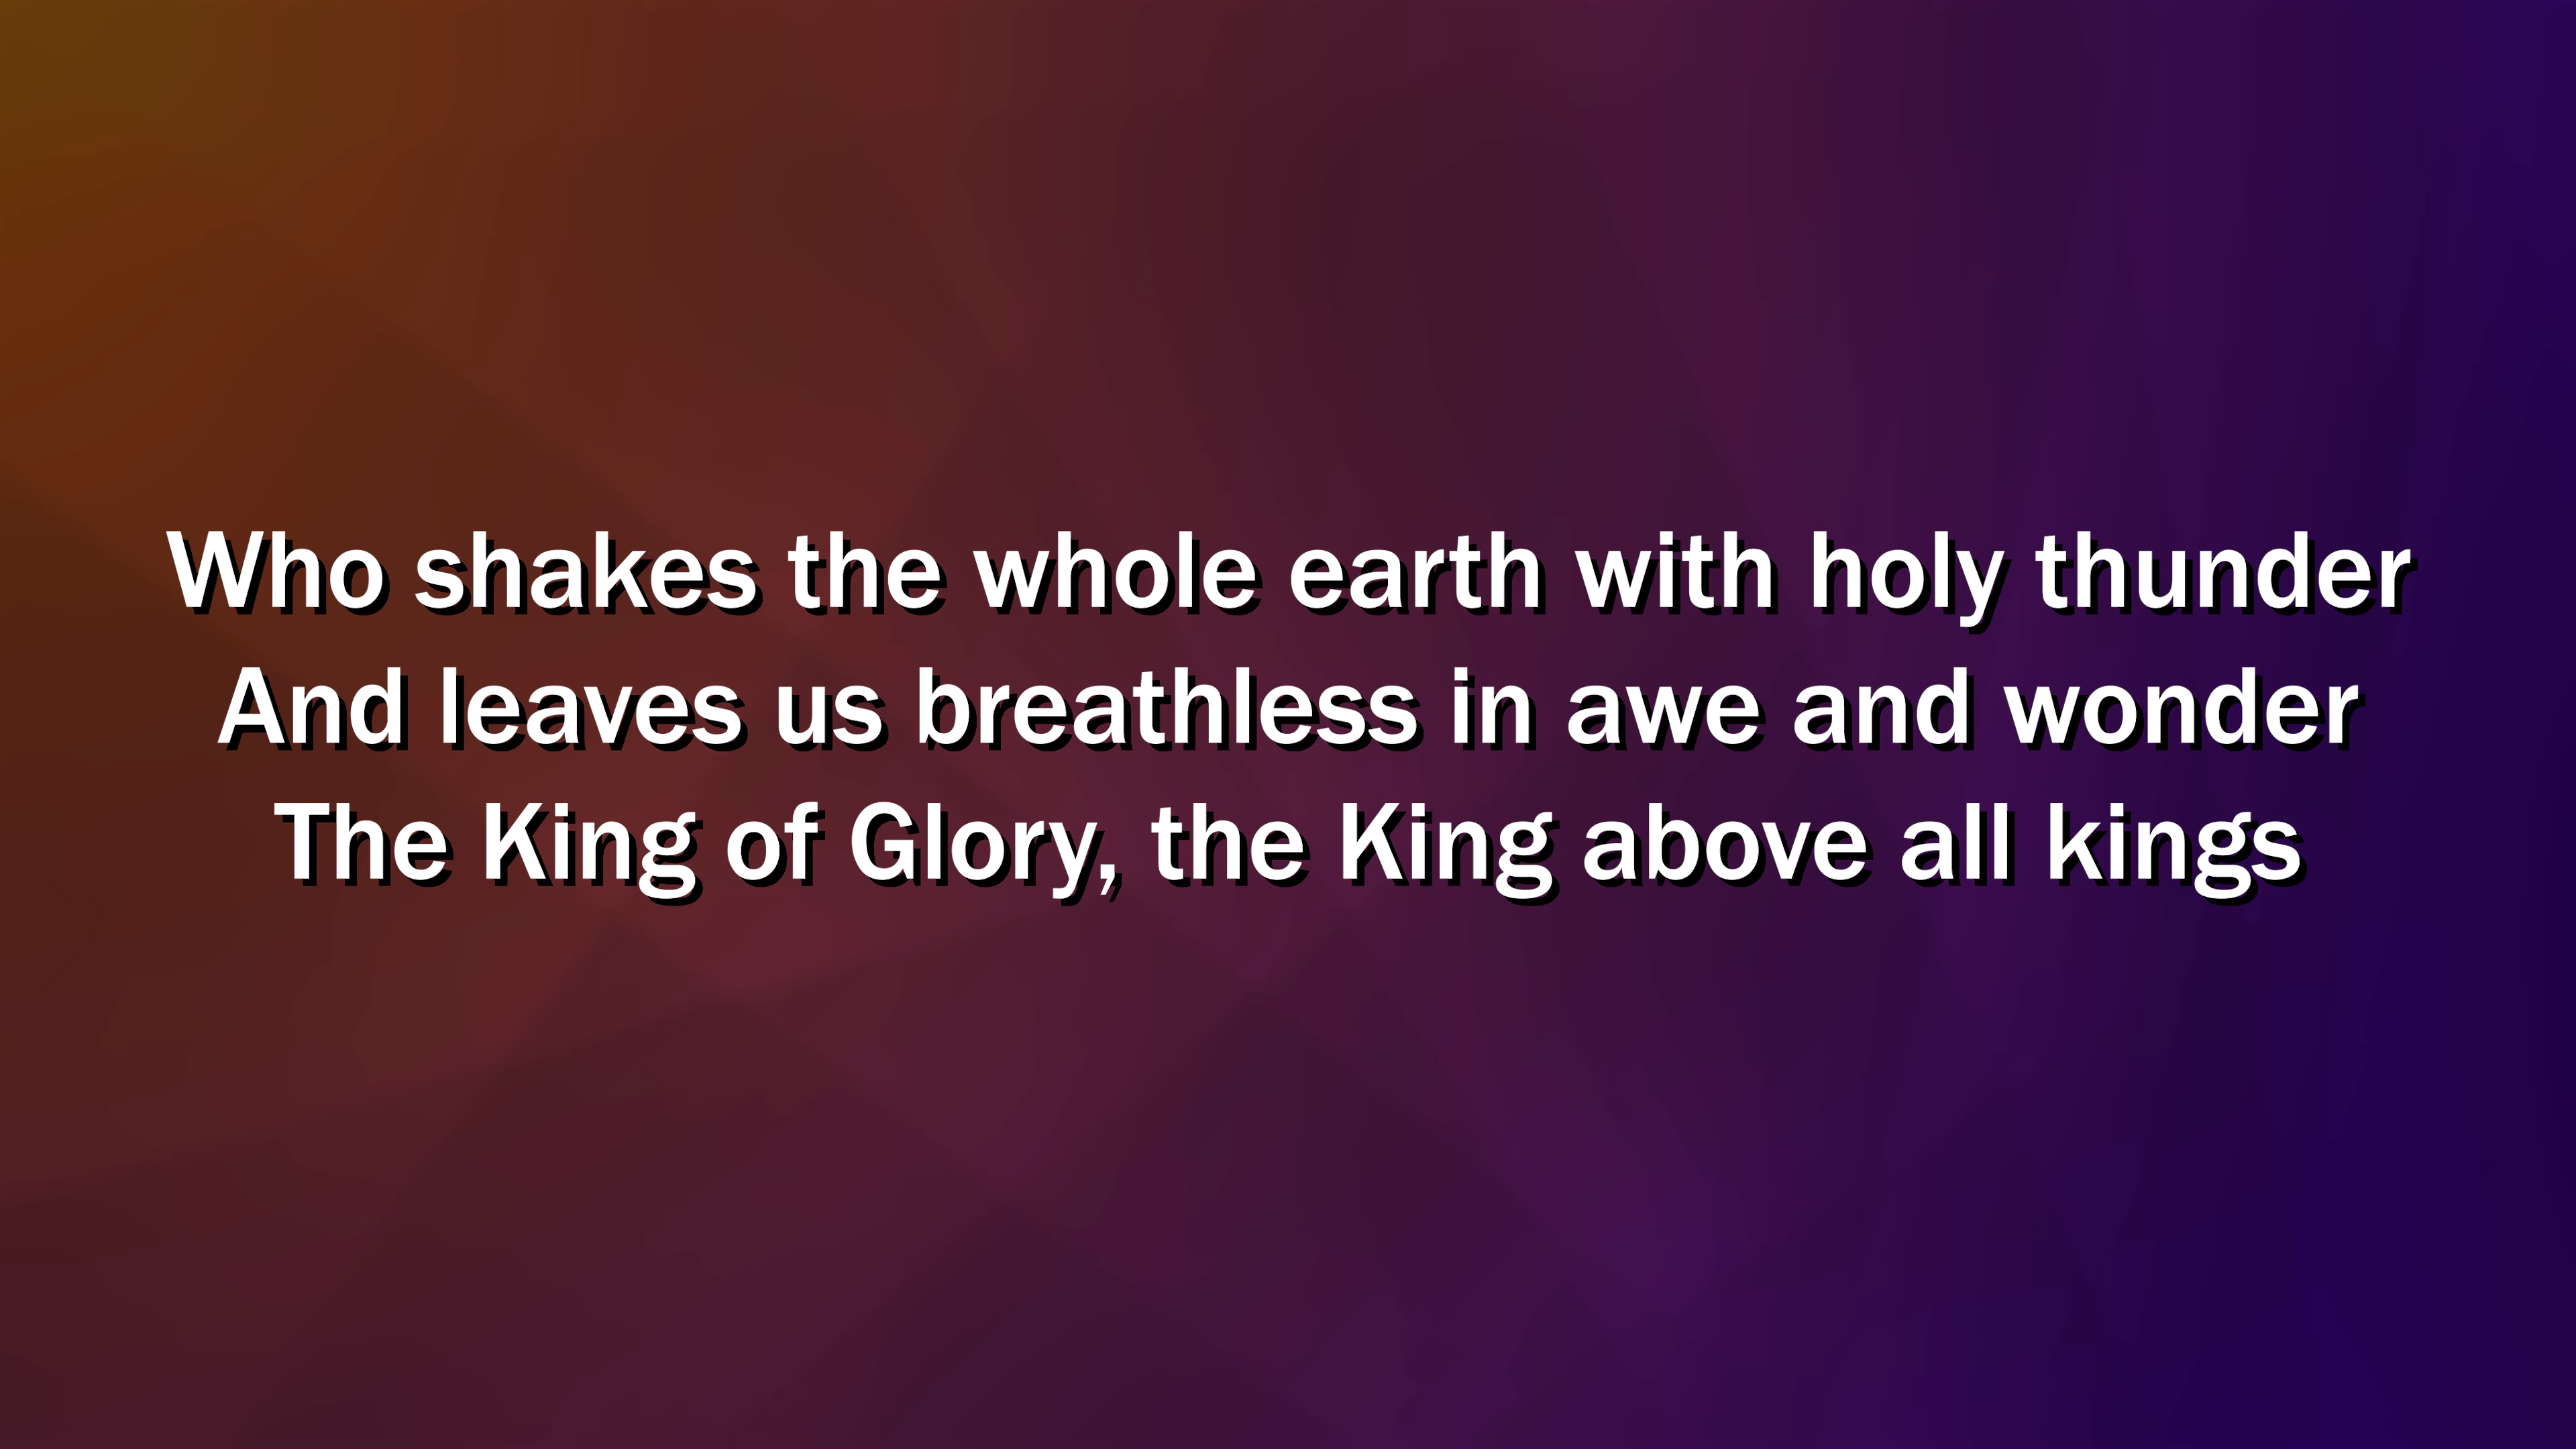 Who shakes the whole earth with holy thunder
And leaves us breathless in awe and wonder
The King of Glory, the King above all kings